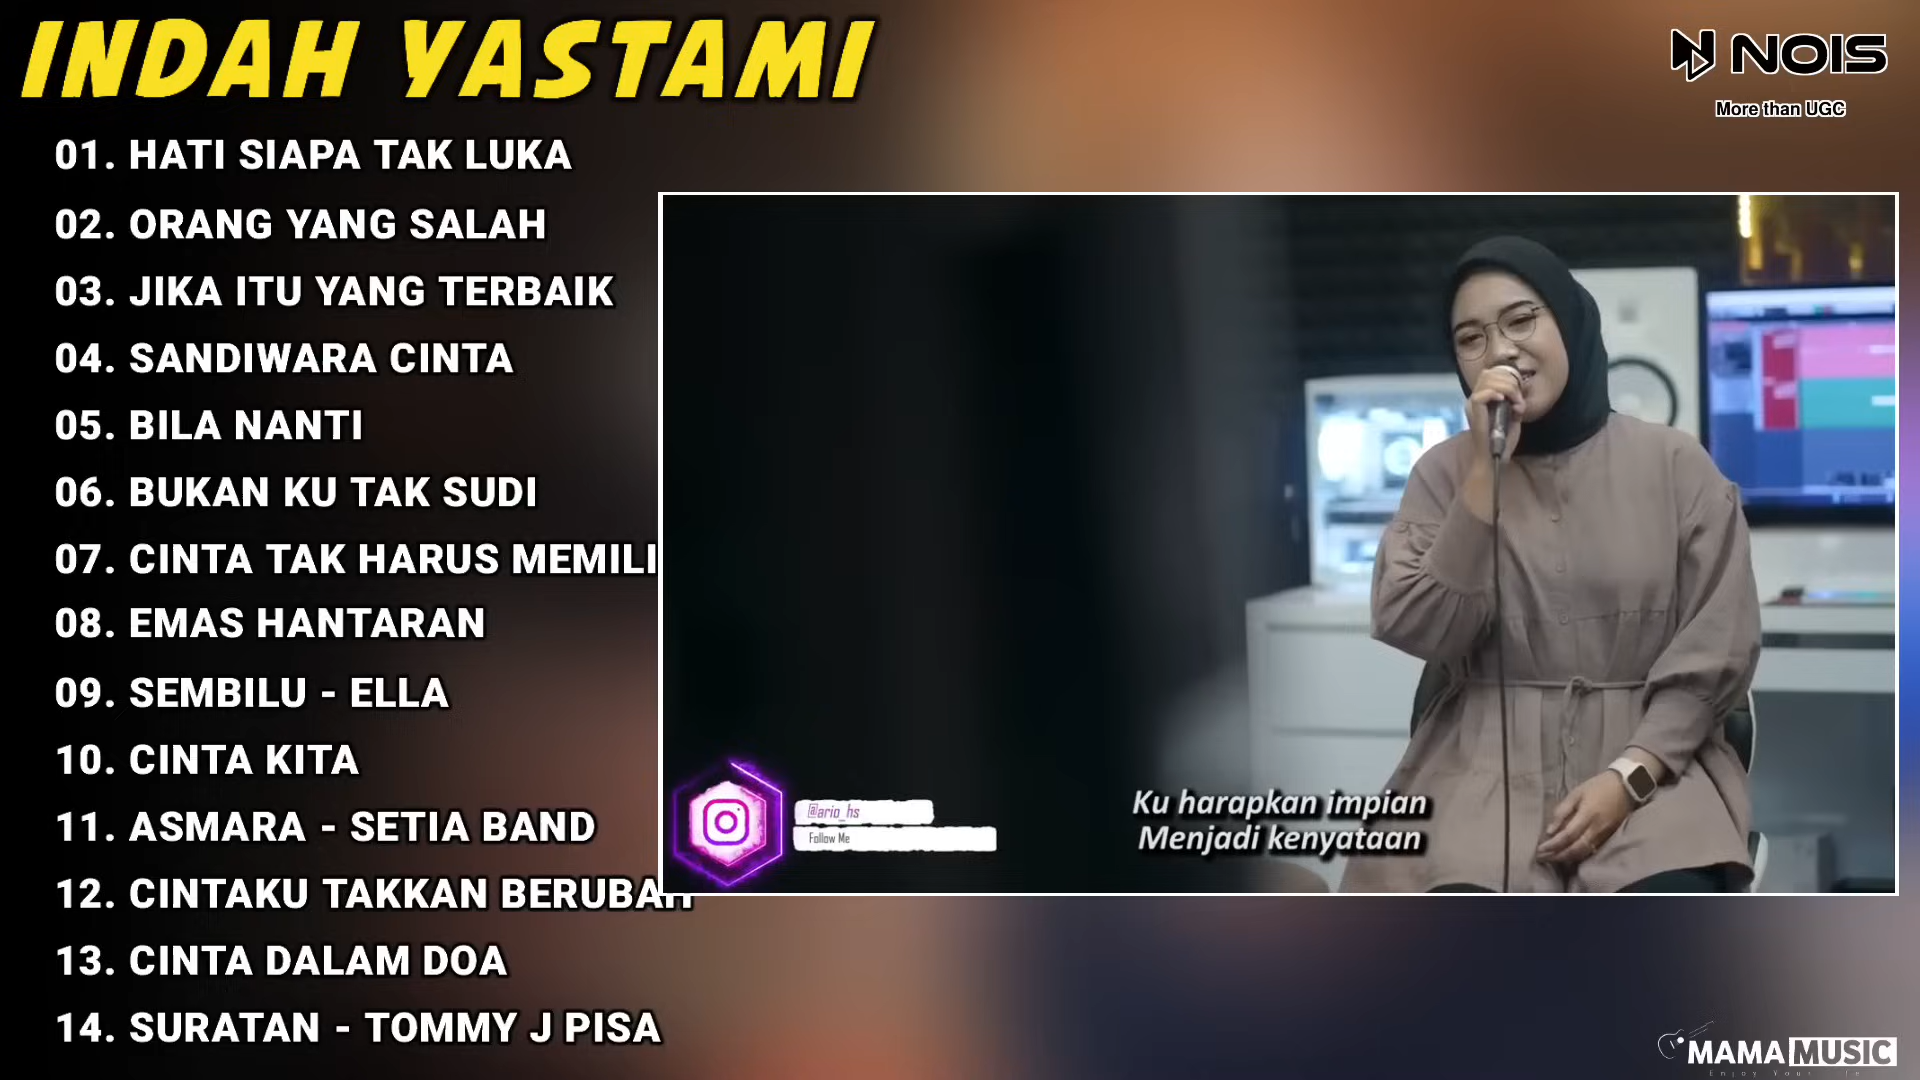 INDAH YASTAMI
NOIS
More than UGC
01. HATI SIAPA TAK LUKA
02. ORANG YANG SALAH
03. JIKA ITU YANG TERBAIK
04. SANDIWARA CINTA
05. BILA NANTI
06. BUKAN KU TAK SUDI
07. CINTA TAK HARUS MEMILI
08. EMAS HANTARAN
09. SEMBILU - ELLA
10. CINTA KITA
11. ASMARA - SETIA BAND
12. CINTAKU TAKKAN BERUBAH
13. CINTA DALAM DOA
14. SURATAN - TOMMY J PISA
@ario_hs
Follow Me
Ku harapkan impian
Menjadi kenyataan
MAMA MUSIC
Enjoy Your